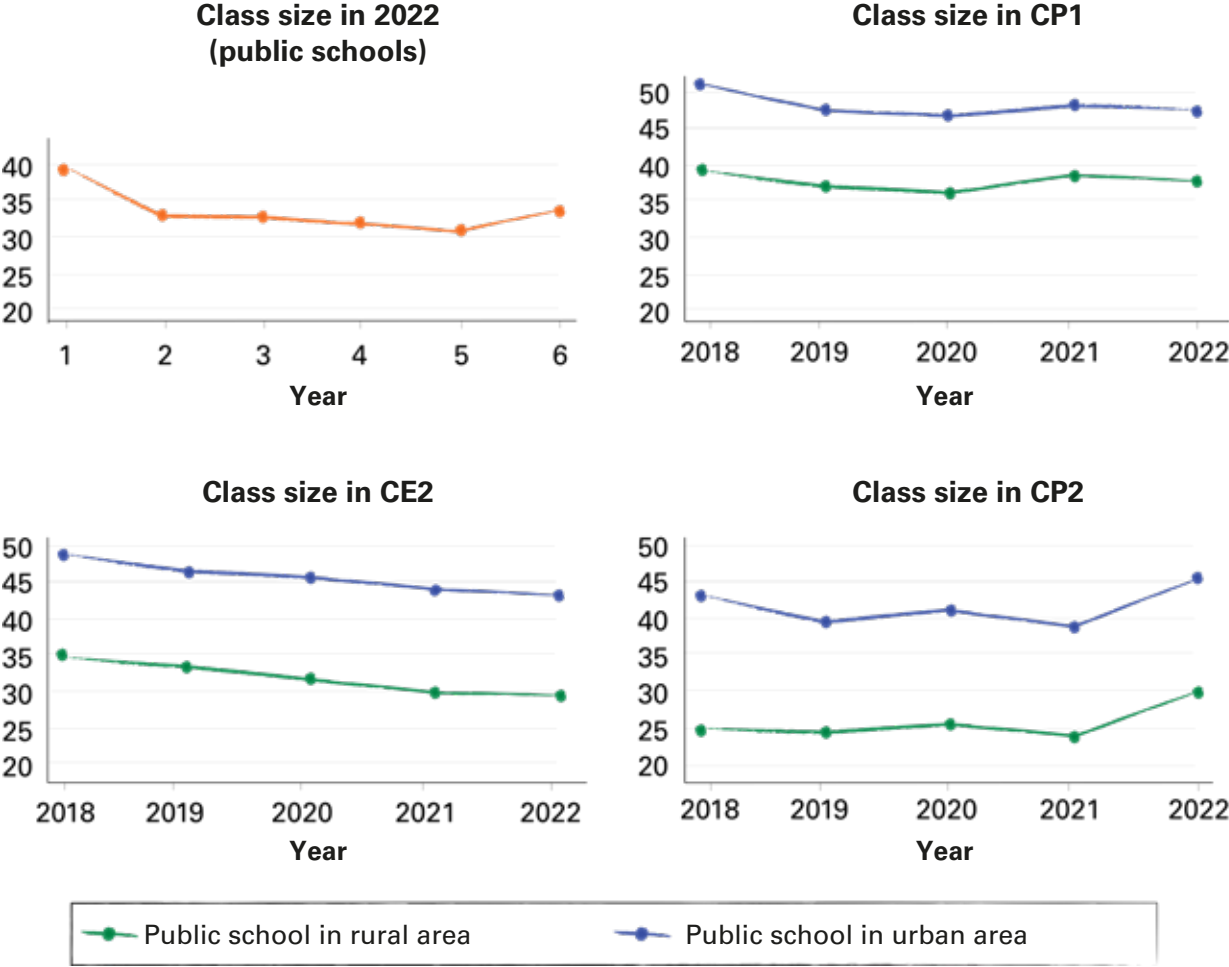 Class size in 2022
(public schools)
40
35
30
25
20
1 2 3 4 5 6
Year
Class size in CP1
50
45
40
35
30
25
20
2018 2019 2020 2021 2022
Year
Class size in CE2
50
45
40
35
30
25
20
2018 2019 2020 2021 2022
Year
Class size in CP2
50
45
40
35
30
25
20
2018 2019 2020 2021 2022
Year
Public school in rural area Public school in urban area